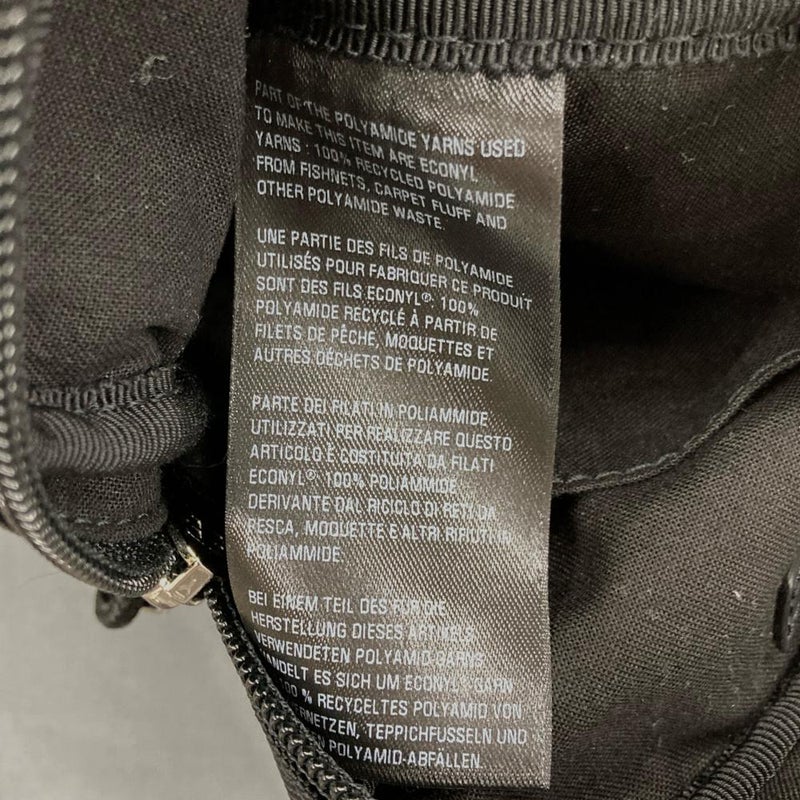 PART OF THE POLYAMIDE YARNS USED
TO MAKE THIS ITEM ARE ECONYL
YARNS : 100% RECYCLED POLYAMIDE
FROM FISHNETS, CARPET FLUFF AND
OTHER POLYAMIDE WASTE.
UNE PARTIE DES FILS DE POLYAMIDE
UTILISÉS POUR FABRIQUER CE PRODUIT
SONT DES FILS ECONYL® 100%
POLYAMIDE RECYCLÉ À PARTIR DE
FILETS DE PÊCHE, MOQUETTES ET
AUTRES DÉCHETS DE POLYAMIDE.
PARTE DEI FILATI IN POLIAMMIDE
UTILIZZATI PER REALIZZARE QUESTO
ARTICOLO È COSTITUITA DA FILATI
ECONYL® 100% POLIAMMIDE
DERIVANTE DAL RICICLO DI RETI DA
PESCA, MOQUETTE E ALTRI RIFIUTI IN
POLIAMMIDE.
BEI EINEM TEIL DES FÜR DIE
HERSTELLUNG DIESES ARTIKELS
VERWENDETEN POLYAMID-GARNS
HANDELT ES SICH UM ECONYL-GARN
% RECYCELTES POLYAMID VON
TEPPICHFUSSELN UND
POLYAMID-ABFÄLLEN.